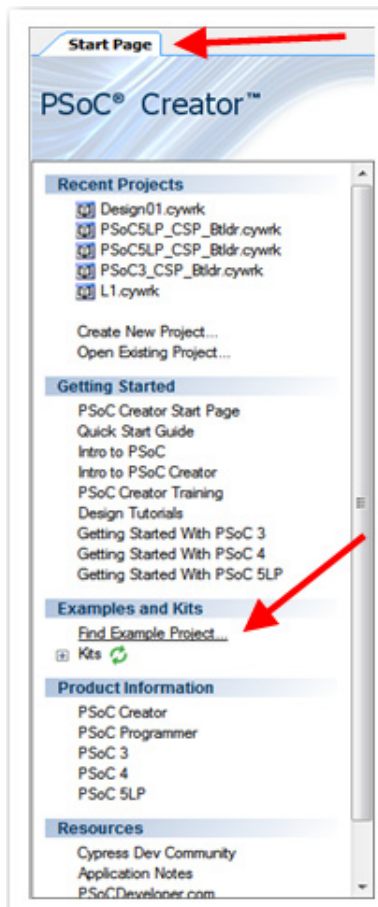 Start Page
PSoC® Creator™
Recent Projects
Design01.cywrk
PSoC5LP_CSP_Btldr.cywrk
PSoC5LP_CSP_Btldr.cywrk
PSoC3_CSP_Btldr.cywrk
L1.cywrk
Create New Project...
Open Existing Project...
Getting Started
PSoC Creator Start Page
Quick Start Guide
Intro to PSoC
Intro to PSoC Creator
PSoC Creator Training
Design Tutorials
Getting Started With PSoC 3
Getting Started With PSoC 4
Getting Started With PSoC 5LP
Examples and Kits
Find Example Project...
Kits
Product Information
PSoC Creator
PSoC Programmer
PSoC 3
PSoC 4
PSoC 5LP
Resources
Cypress Dev Community
Application Notes
PSoCDeveloper.com